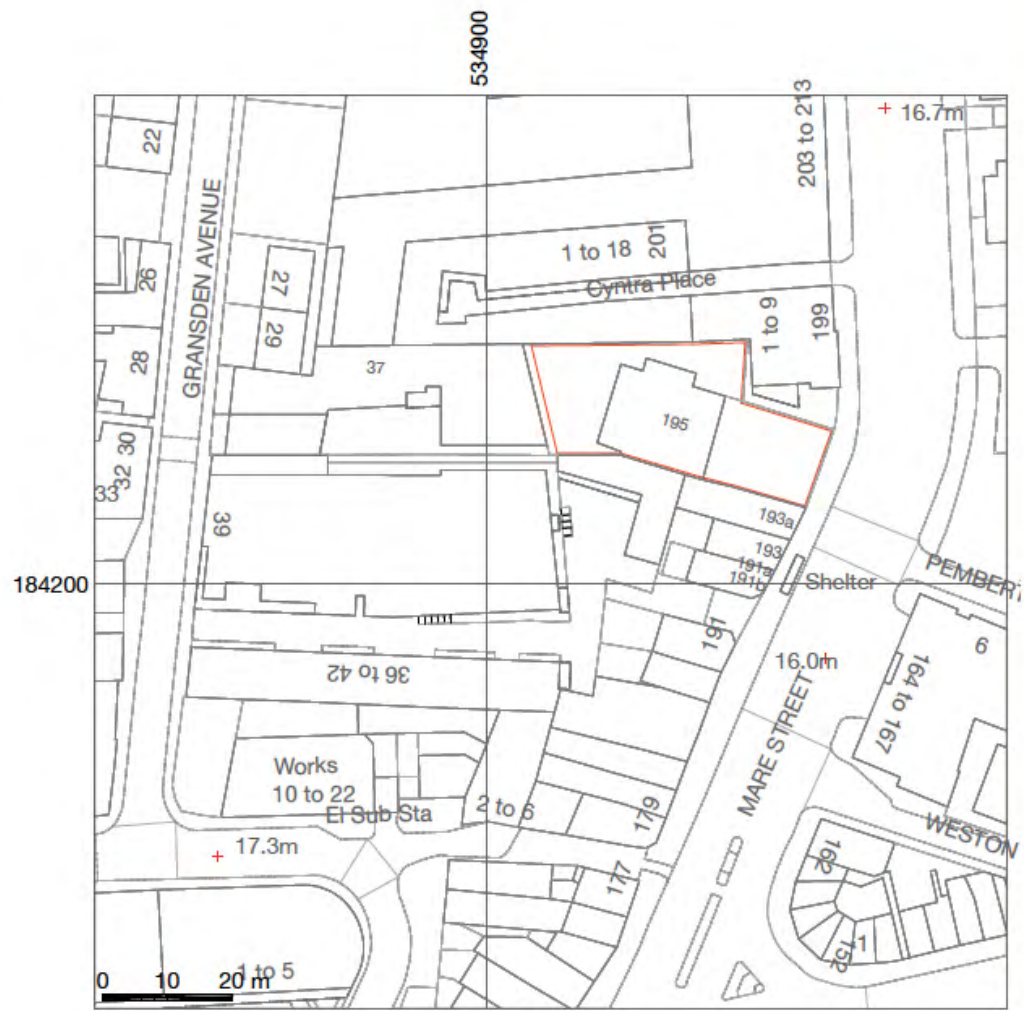 534900
184200
22
GRANSDEN AVENUE
203 to 213
16.7m
26
27
29
28
1 to 18
201
Cyntra Place
1 to 9
199
37
195
30
32
33
39
193a
193
191a
191b
Shelter
PEMBERT
191
16.0m
6
164 to 167
36 to 42
MARE STREET
Works
10 to 22
El Sub Sta
2 to 6
179
17.3m
177
WESTON
162
152
1
1 to 5
0 10 20 m